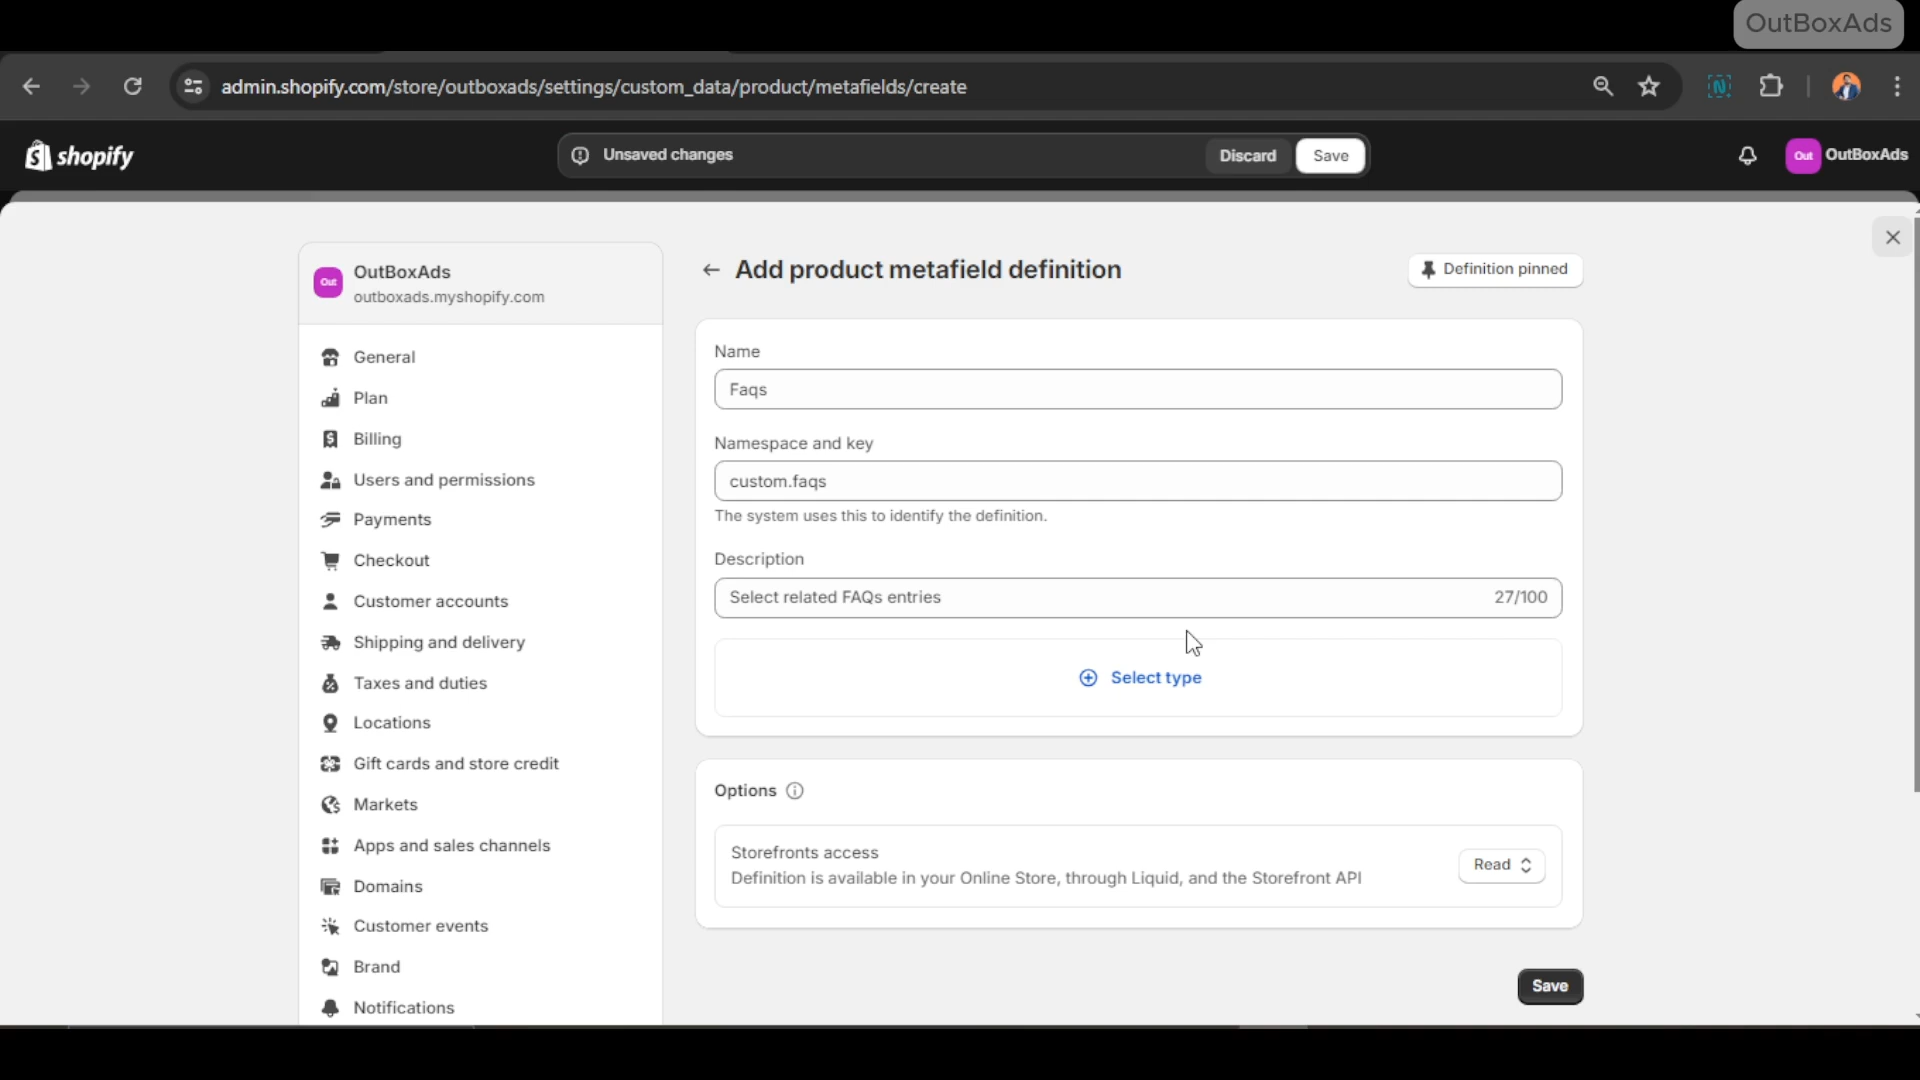 OutBoxAds
admin.shopify.com/store/outboxads/settings/custom_data/product/metafields/create
shopify
Unsaved changes
Discard
Save
Out
OutBoxAds
Out
OutBoxAds
outboxads.myshopify.com
General
Plan
Billing
Users and permissions
Payments
Checkout
Customer accounts
Shipping and delivery
Taxes and duties
Locations
Gift cards and store credit
Markets
Apps and sales channels
Domains
Customer events
Brand
Notifications
Add product metafield definition
Definition pinned
Name
Faqs
Namespace and key
custom.faqs
The system uses this to identify the definition.
Description
Select related FAQs entries
27/100
Select type
Options
Storefronts access
Definition is available in your Online Store, through Liquid, and the Storefront API
Read
Save